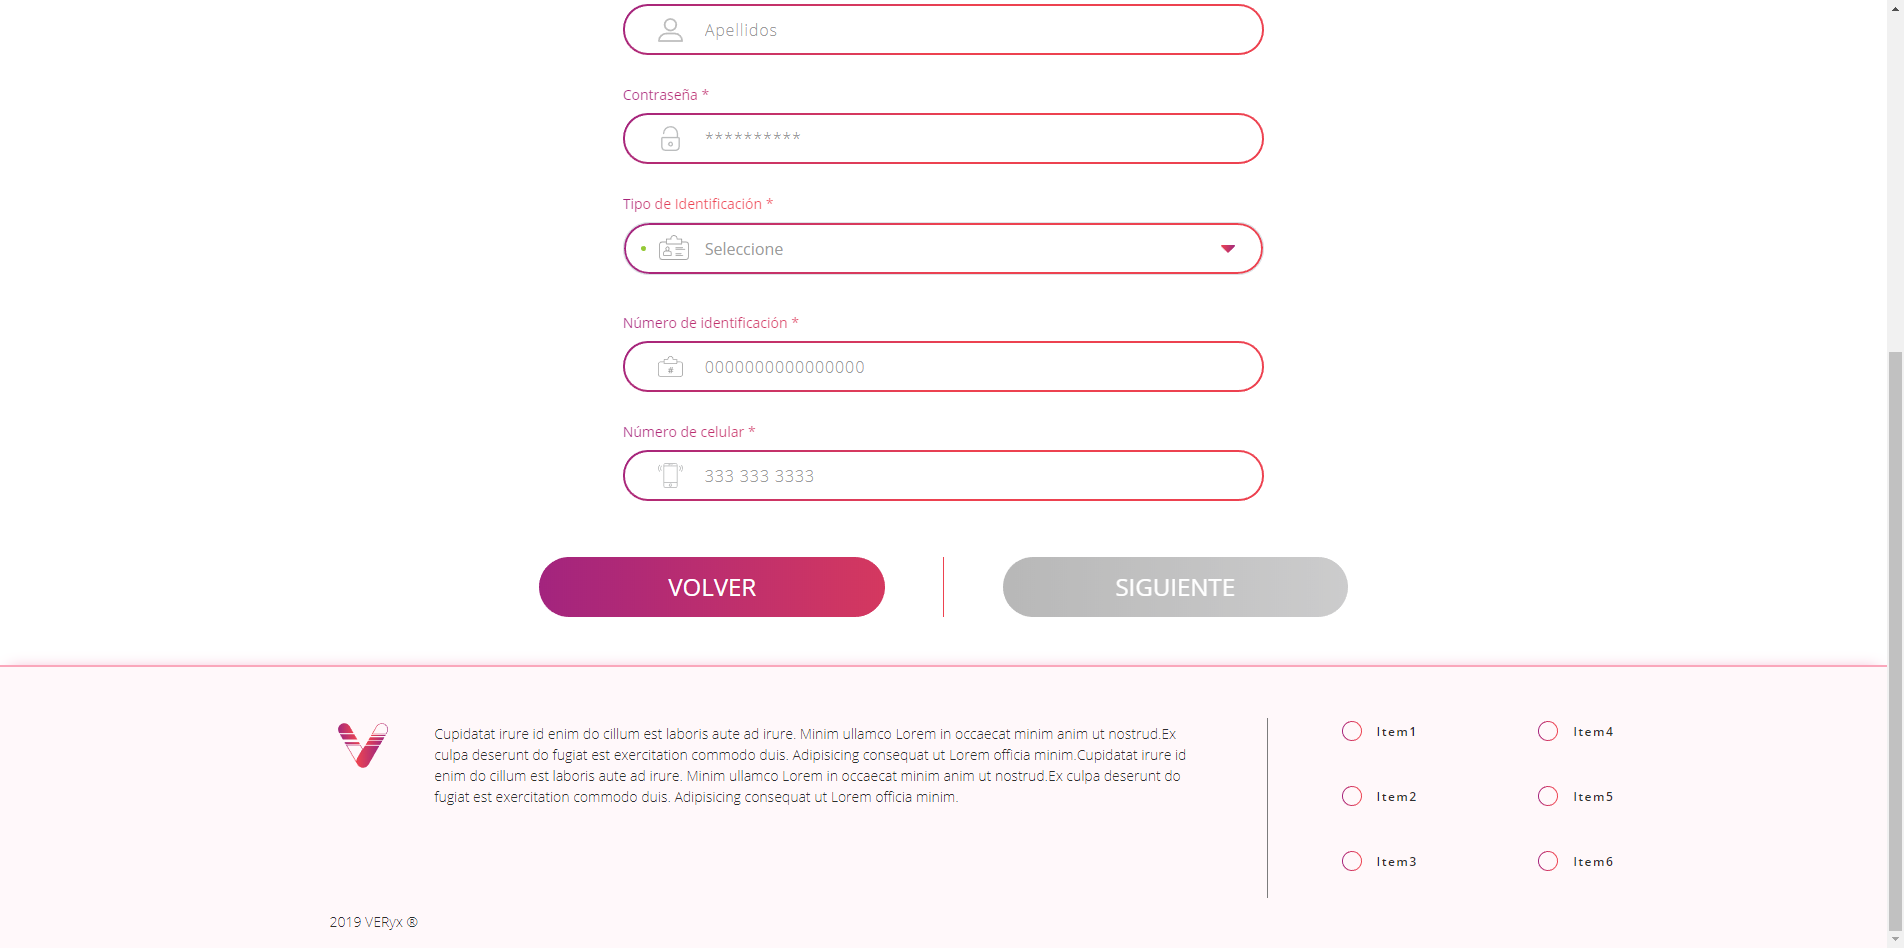 Apellidos
Contraseña *
**********
Tipo de Identificación *
Seleccione
Número de identificación *
#
0000000000000000
Número de celular *
333 333 3333
VOLVER
SIGUIENTE
Cupidatat irure id enim do cillum est laboris aute ad irure. Minim ullamco Lorem in occaecat minim anim ut nostrud.Ex
culpa deserunt do fugiat est exercitation commodo duis. Adipisicing consequat ut Lorem officia minim.Cupidatat irure id
enim do cillum est laboris aute ad irure. Minim ullamco Lorem in occaecat minim anim ut nostrud.Ex culpa deserunt do
fugiat est exercitation commodo duis. Adipisicing consequat ut Lorem officia minim.
Item1
Item4
Item2
Item5
Item3
Item6
2019 VERyx ®